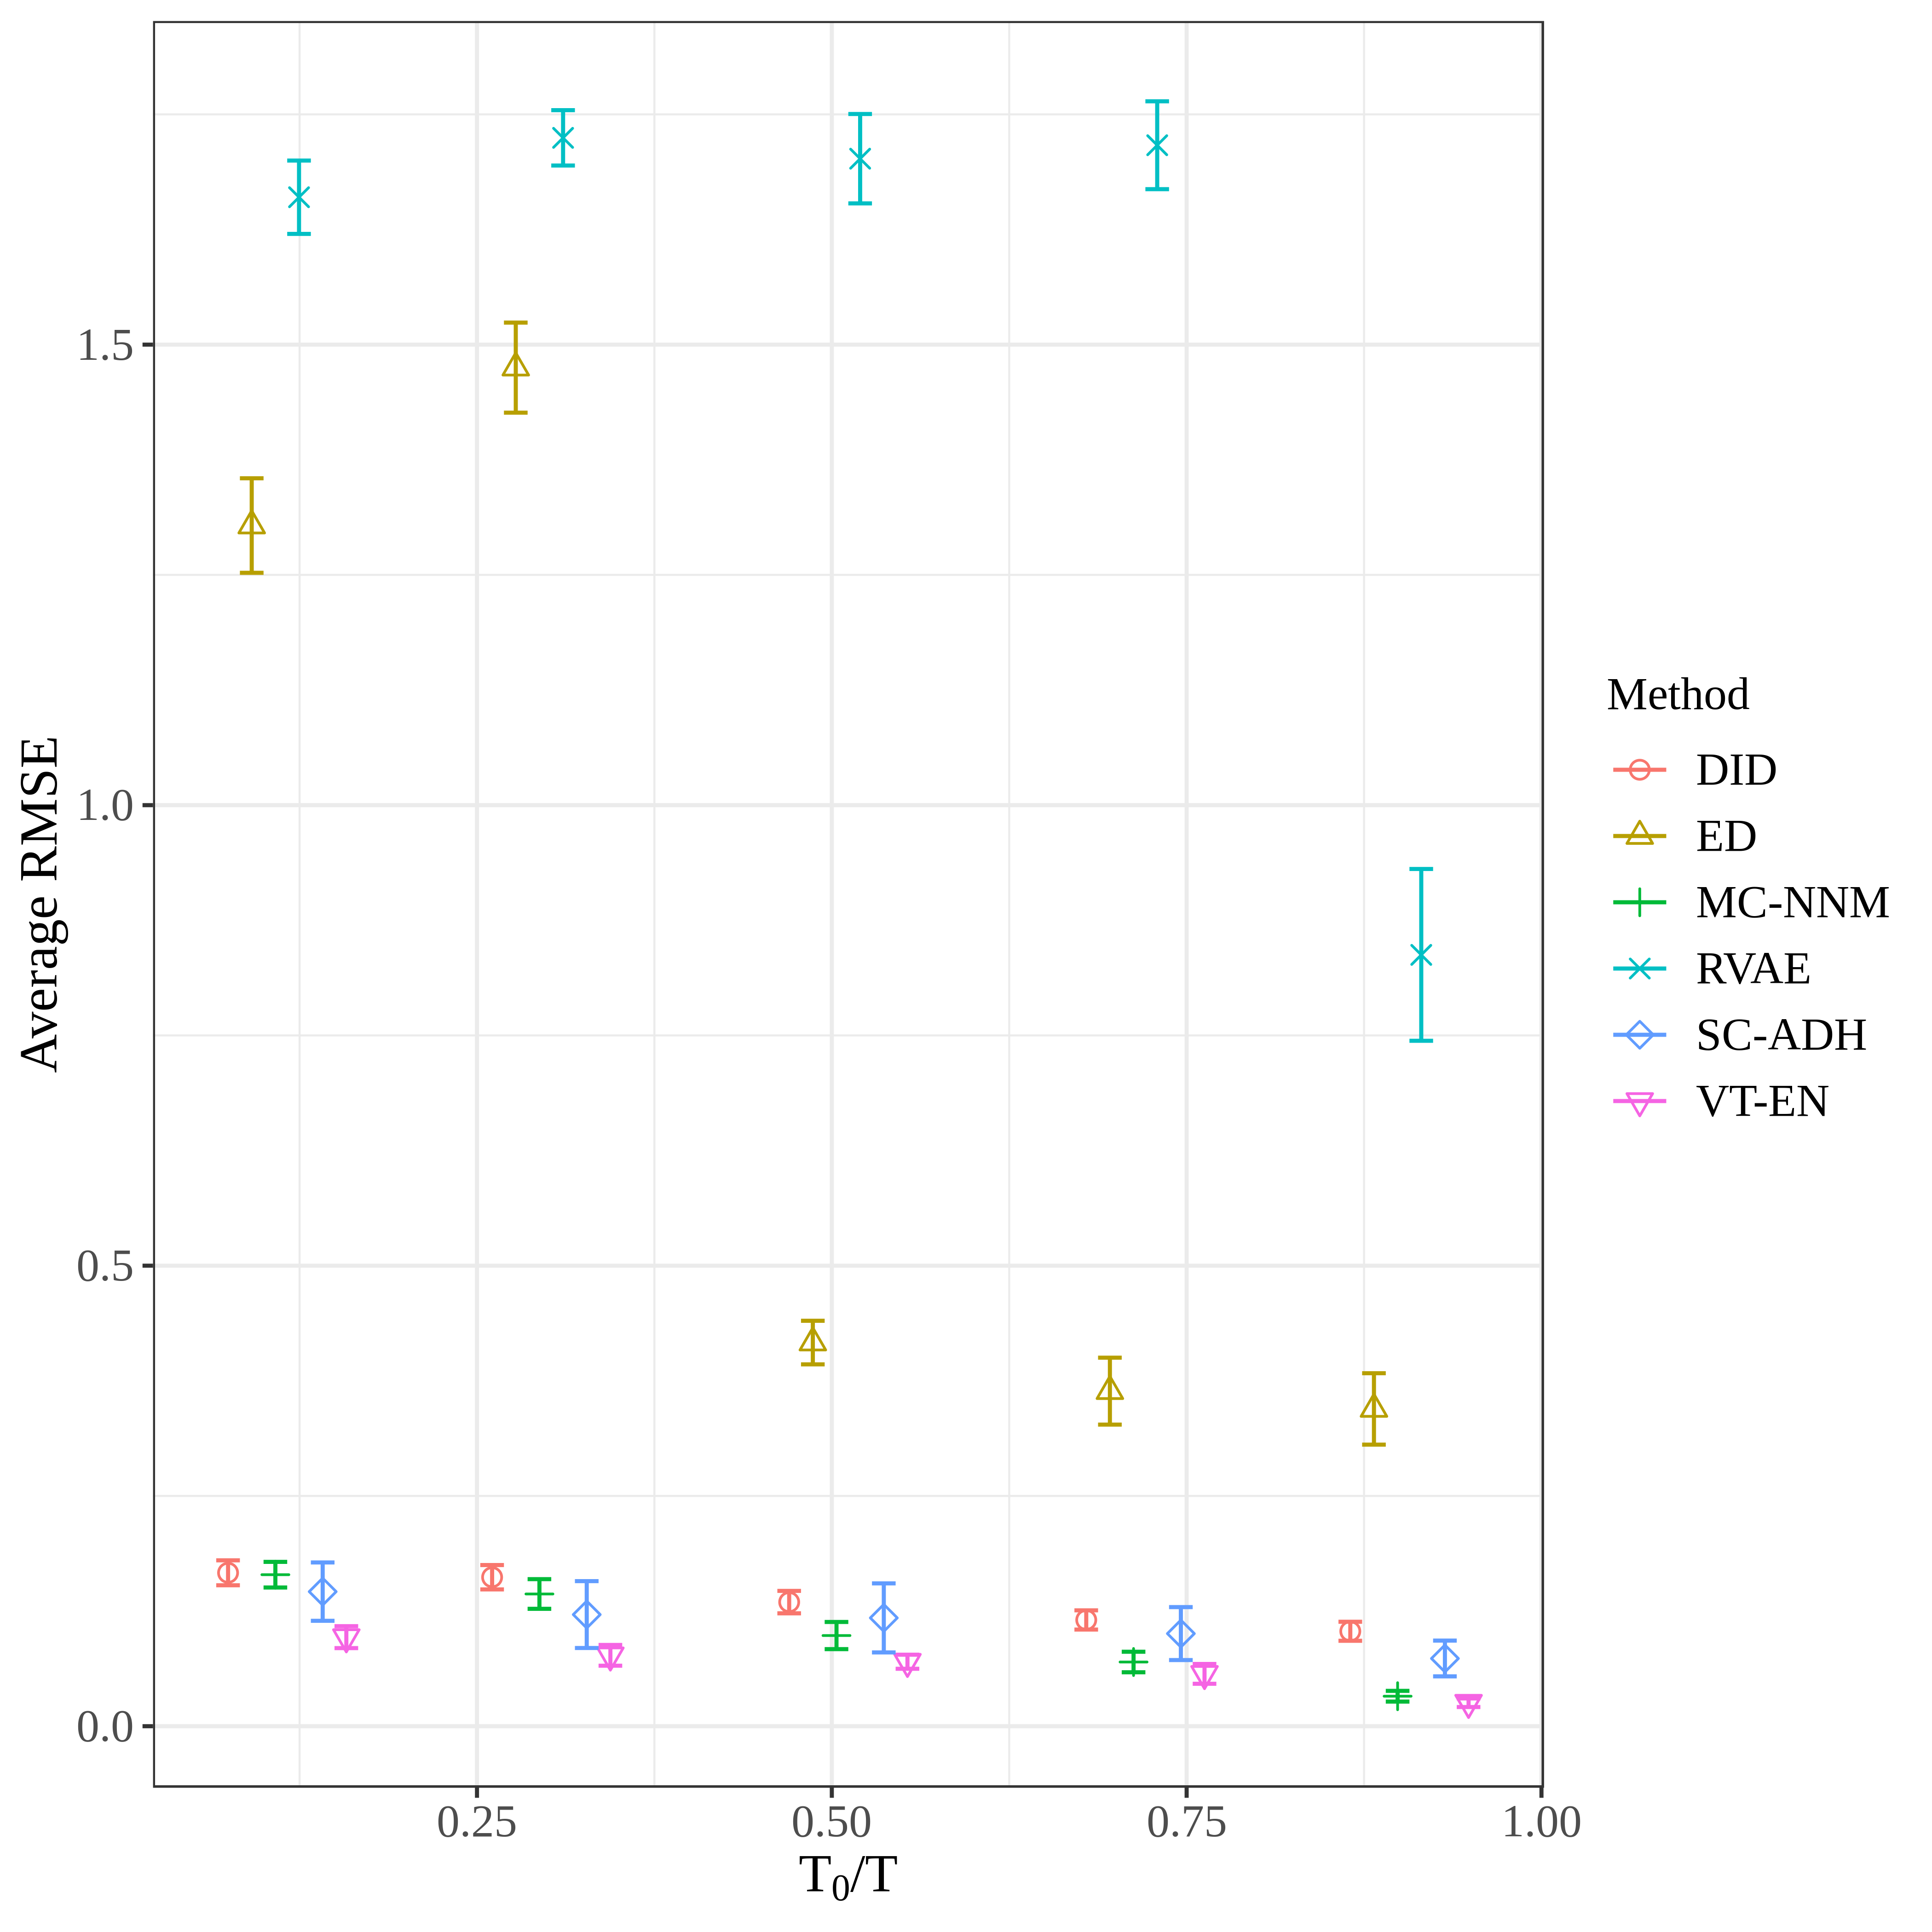 Average RMSE
1.5
1.0
0.5
0.0
0.25 0.50 0.75 1.00
T₀/T
Method
DID
ED
MC-NNM
RVAE
SC-ADH
VT-EN